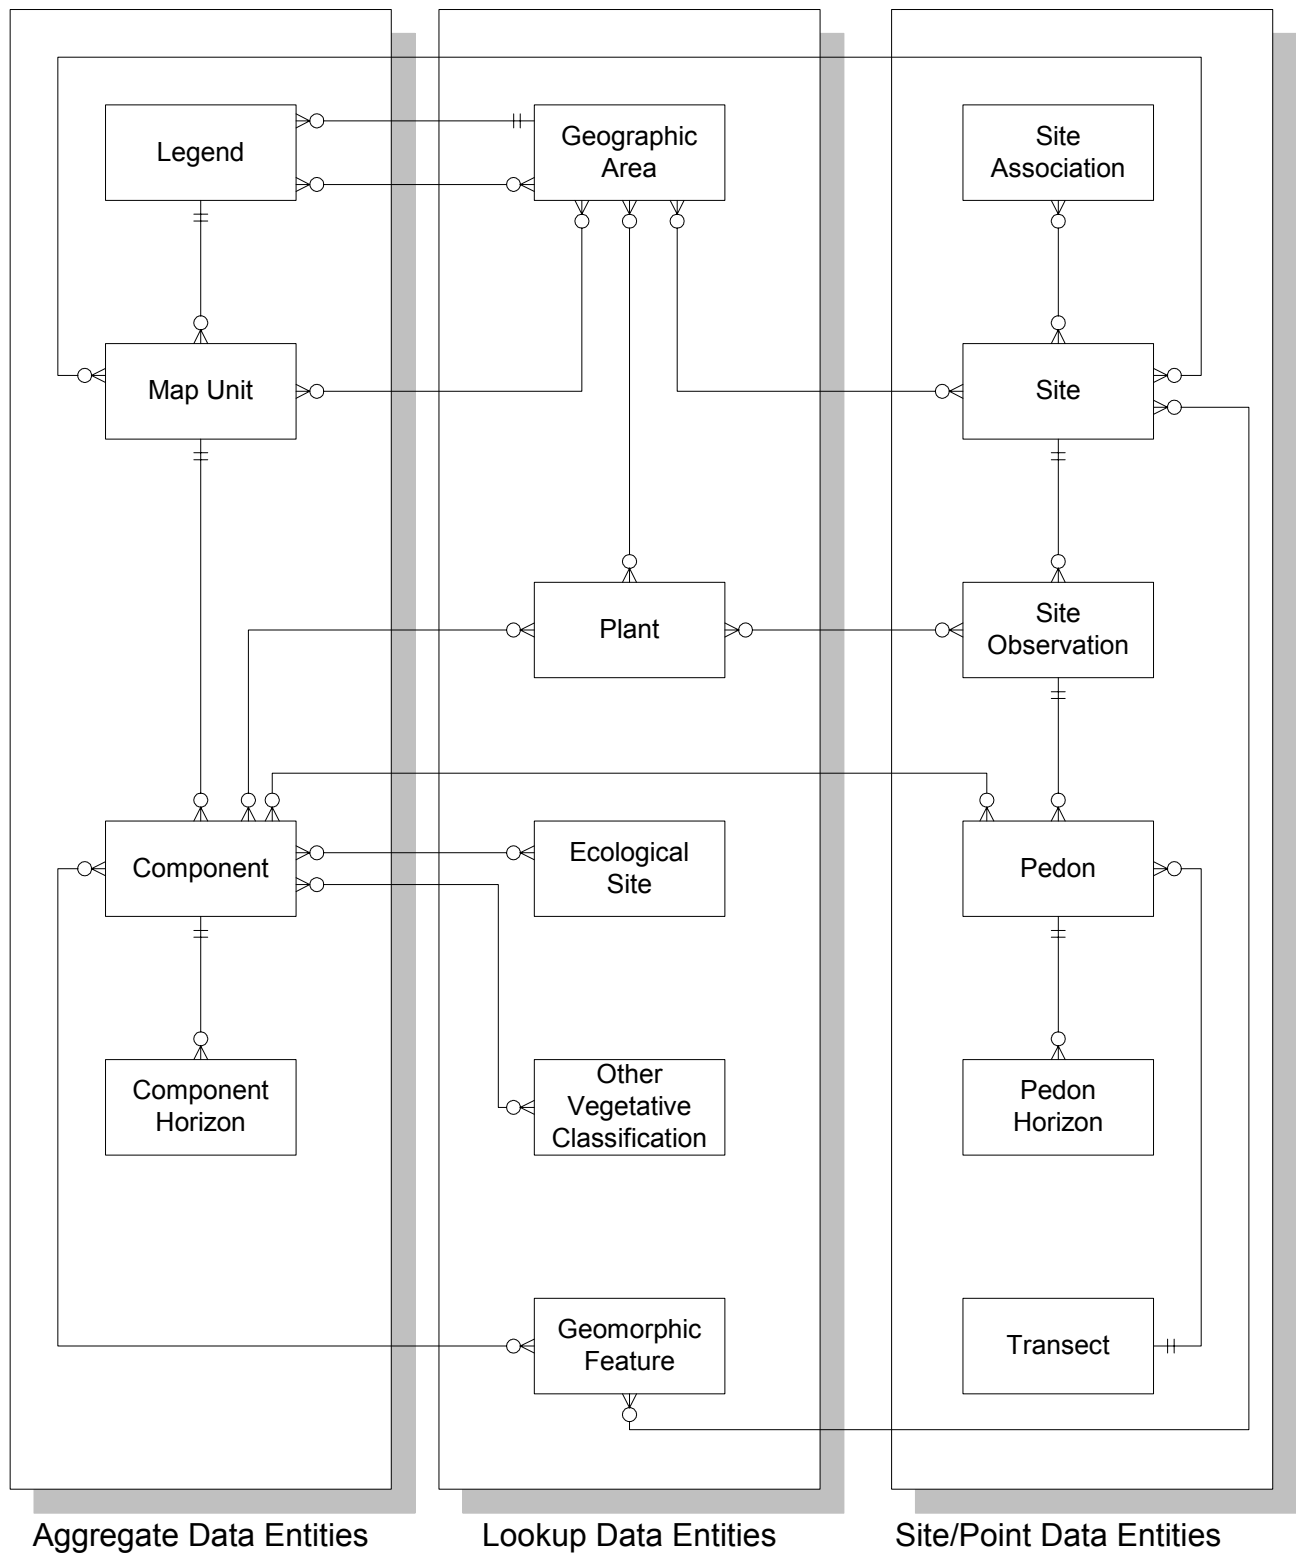 Legend
Geographic
Area
Site
Association
Map Unit
Site
Plant
Site
Observation
Component
Ecological
Site
Pedon
Component
Horizon
Other
Vegetative
Classification
Pedon
Horizon
Geomorphic
Feature
Transect
Aggregate Data Entities
Lookup Data Entities
Site/Point Data Entities